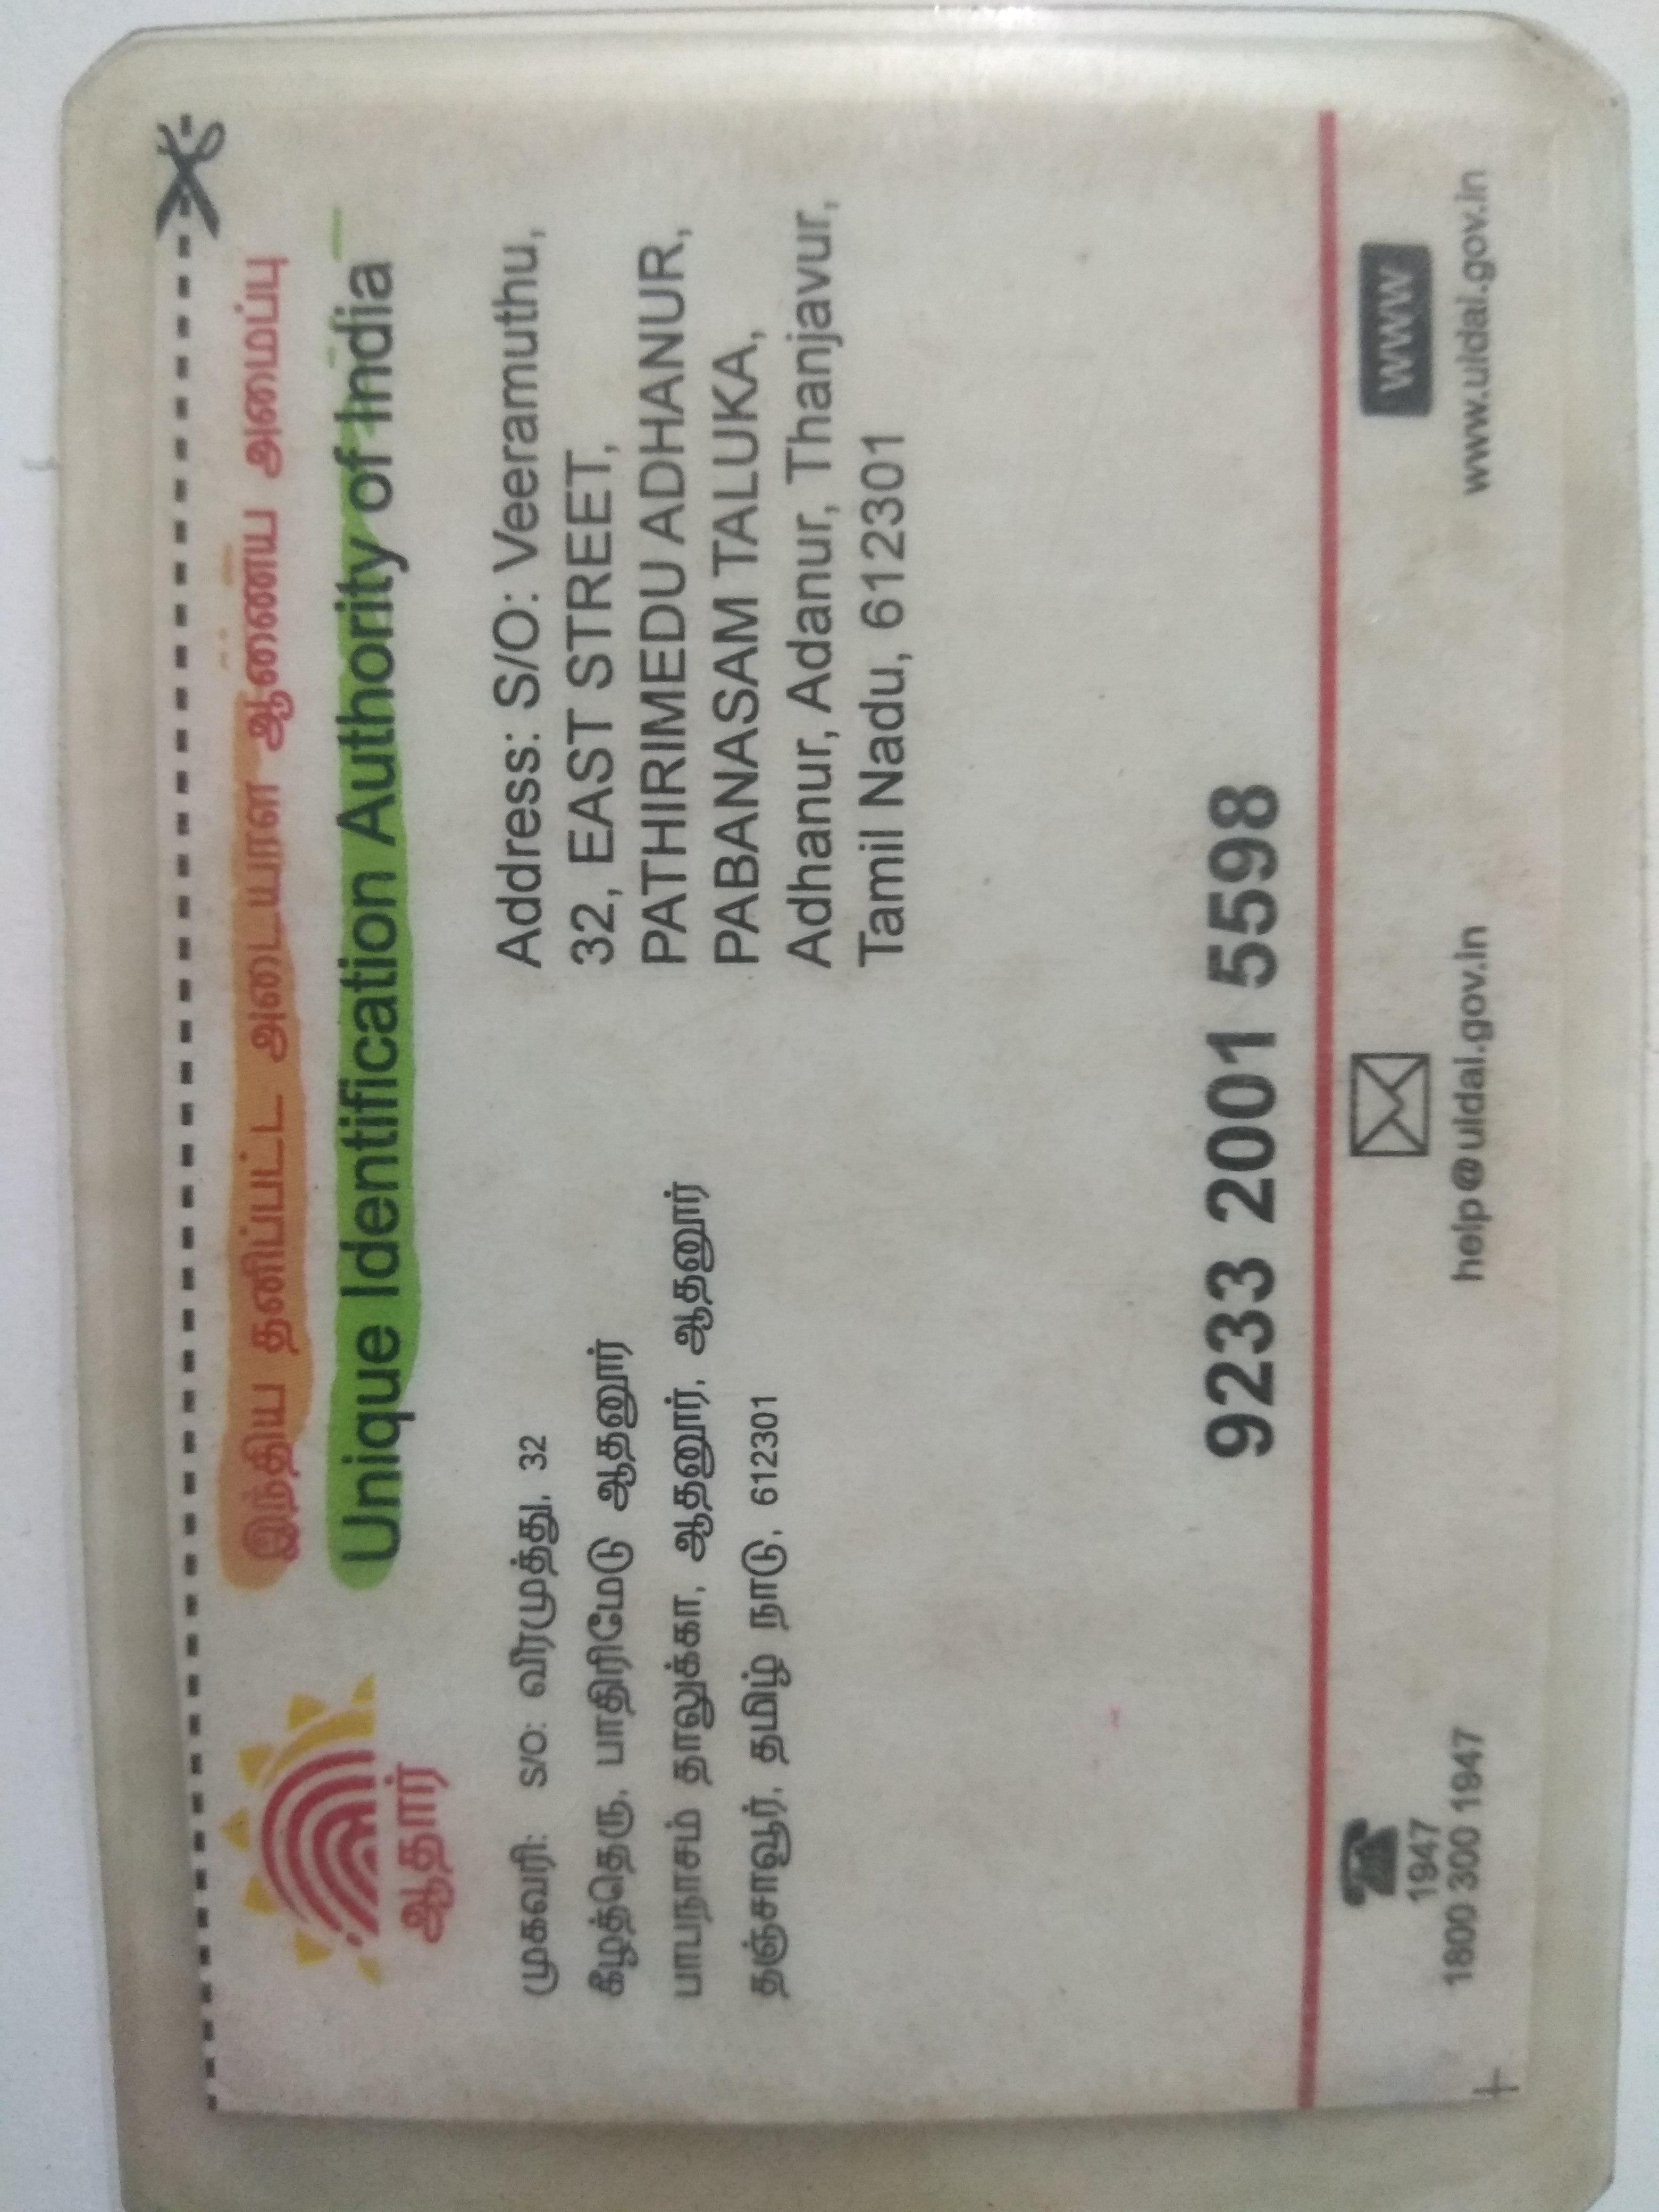 இந்திய தனிப்பட்ட அடையாள ஆணைய அமைப்பு
Unique Identification Authority of India
ஆதார்
முகவரி: S/O: வீரமுத்து, 32
கீழத்தெரு, பாதிரிமேடு ஆதனூர்
பாபநாசம் தாலுக்கா, ஆதனூர், ஆதனூர்
தஞ்சாவூர், தமிழ் நாடு, 612301
Address: S/O: Veeramuthu,
32, EAST STREET,
PATHIRIMEDU ADHANUR,
PABANASAM TALUKA,
Adhanur, Adanur, Thanjavur,
Tamil Nadu, 612301
9233 2001 5598
1947
1800 300 1947
help@uidai.gov.in
www
www.uidai.gov.in